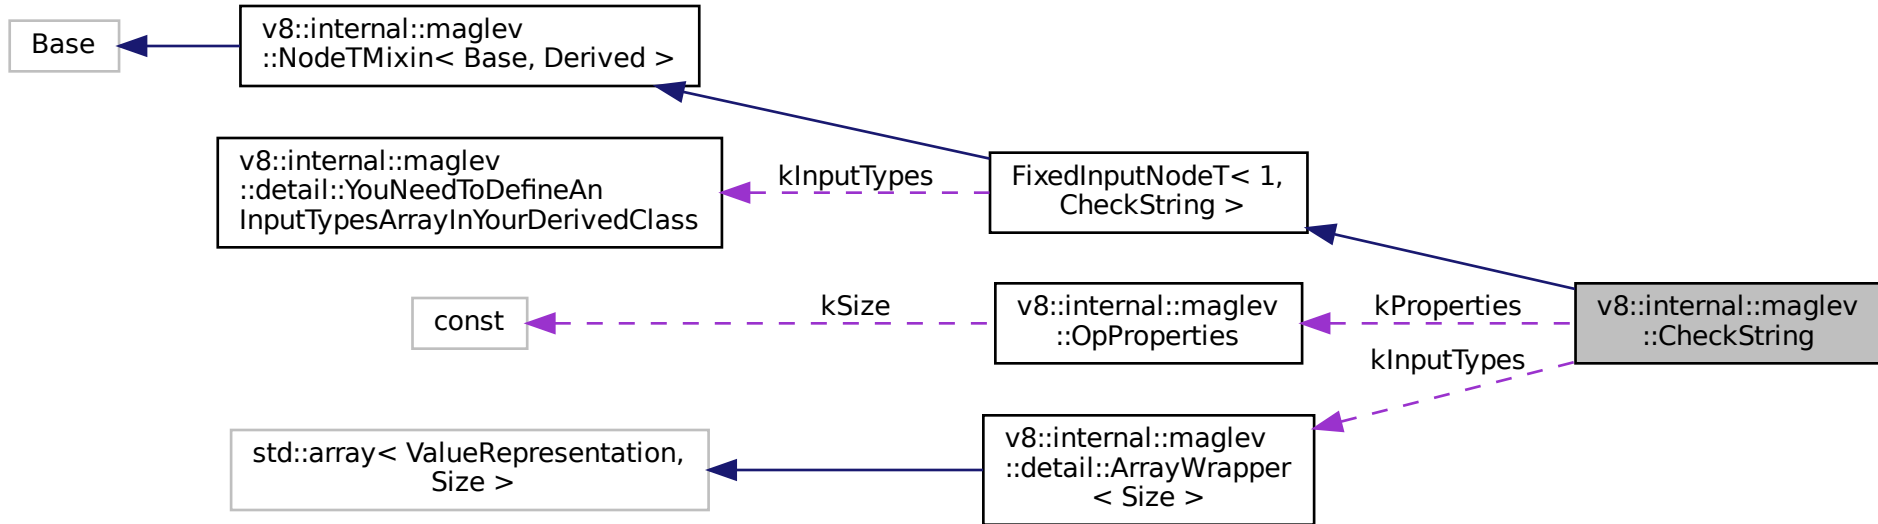 Base
v8::internal::maglev
::NodeTMixin< Base, Derived >
v8::internal::maglev
::detail::YouNeedToDefineAn
InputTypesArrayInYourDerivedClass
kInputTypes
FixedInputNodeT< 1,
CheckString >
const
kSize
v8::internal::maglev
::OpProperties
kProperties
kInputTypes
v8::internal::maglev
::CheckString
std::array< ValueRepresentation,
Size >
v8::internal::maglev
::detail::ArrayWrapper
< Size >